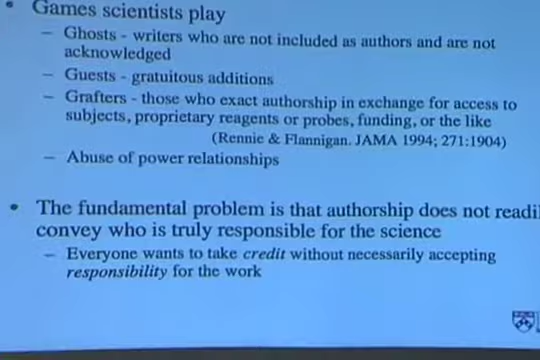 • Games scientists play
– Ghosts - writers who are not included as authors and are not
acknowledged
– Guests - gratuitous additions
– Grafters - those who exact authorship in exchange for access to
subjects, proprietary reagents or probes, funding, or the like
(Rennie & Flannigan. JAMA 1994; 271:1904)
– Abuse of power relationships
• The fundamental problem is that authorship does not readi
convey who is truly responsible for the science
– Everyone wants to take credit without necessarily accepting
responsibility for the work